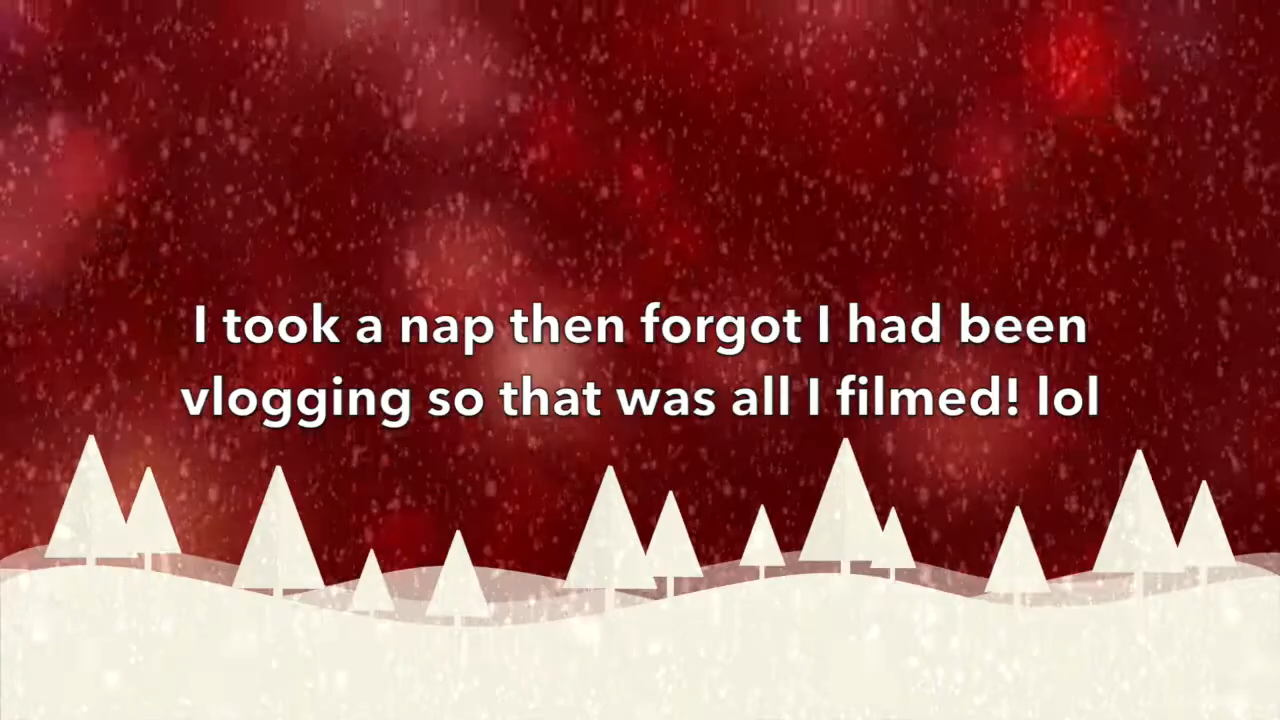 I took a nap then forgot I had been
vlogging so that was all I filmed! lol